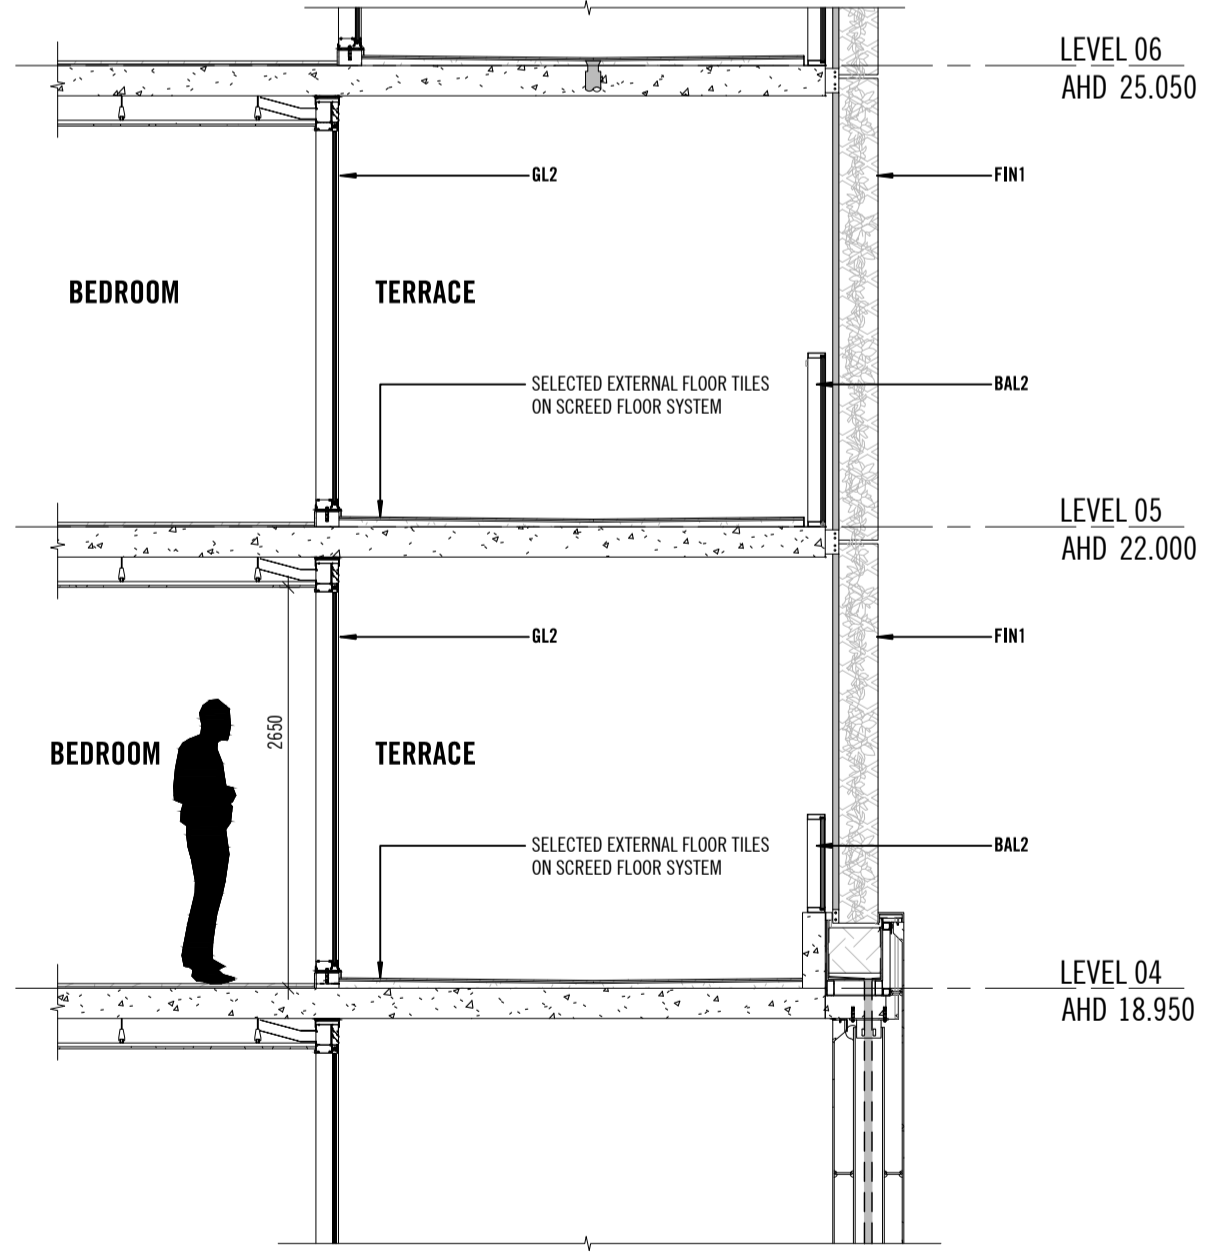 LEVEL 06
AHD 25.050
GL2
FIN1
BEDROOM
TERRACE
SELECTED EXTERNAL FLOOR TILES
ON SCREED FLOOR SYSTEM
BAL2
LEVEL 05
AHD 22.000
GL2
FIN1
2650
BEDROOM
TERRACE
SELECTED EXTERNAL FLOOR TILES
ON SCREED FLOOR SYSTEM
BAL2
LEVEL 04
AHD 18.950